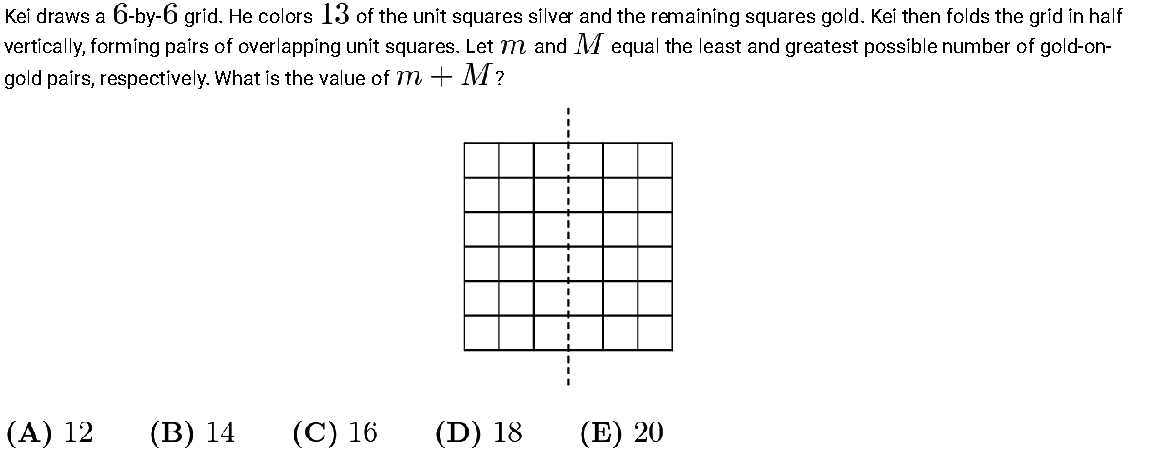 Kei draws a 6-by-6 grid. He colors 13 of the unit squares silver and the remaining squares gold. Kei then folds the grid in half
vertically, forming pairs of overlapping unit squares. Let m and M equal the least and greatest possible number of gold-on-
gold pairs, respectively. What is the value of m + M?
(A) 12 (B) 14 (C) 16 (D) 18 (E) 20